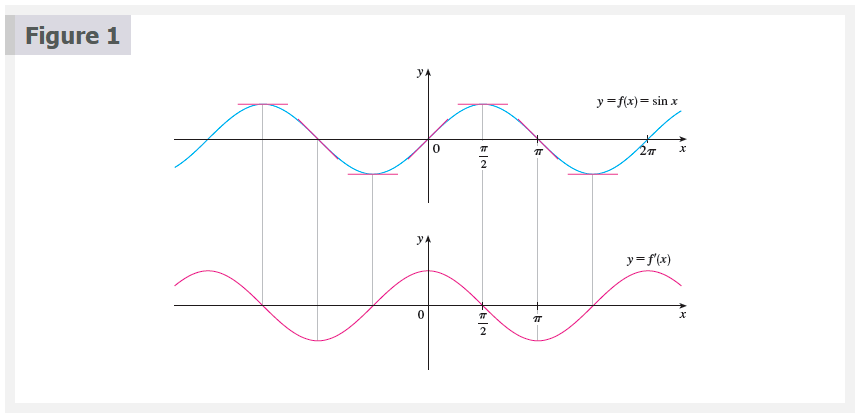 Figure 1
y
y = f(x) = sin x
0
π/2
π
2π
x
y
y = f′(x)
0
π/2
π
x